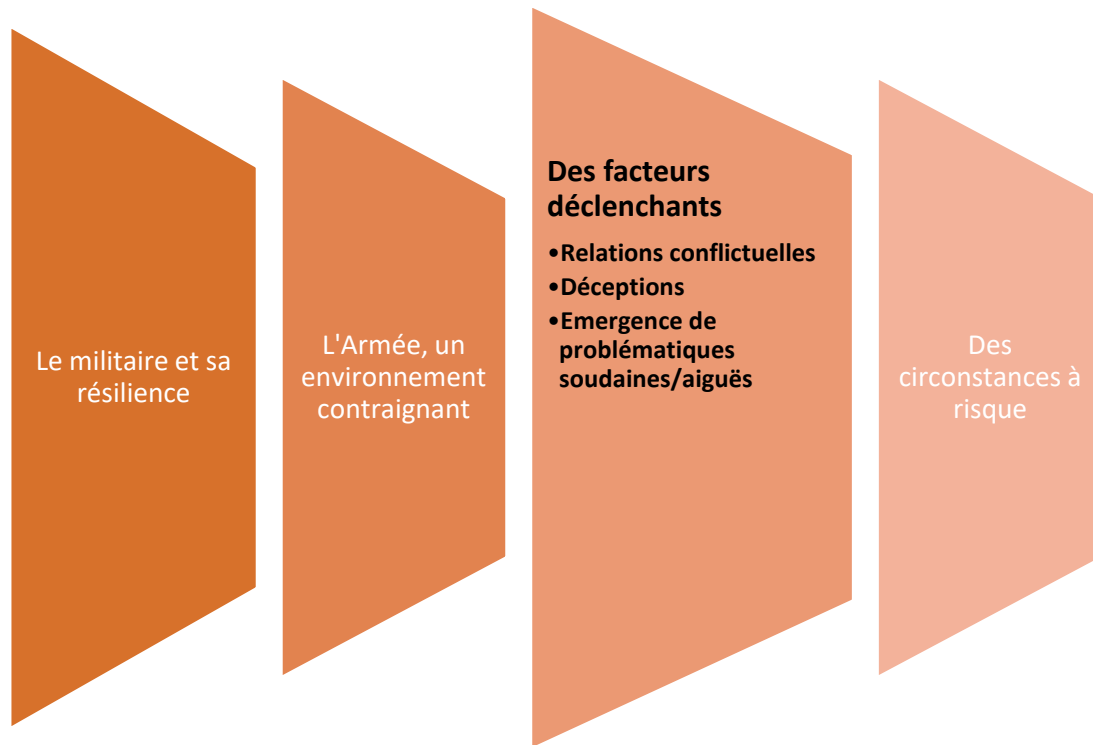 Le militaire et sa
résilience
L'Armée, un
environnement
contraignant
Des facteurs
déclenchants
•Relations conflictuelles
•Déceptions
•Emergence de
problématiques
soudaines/aiguës
Des
circonstances à
risque